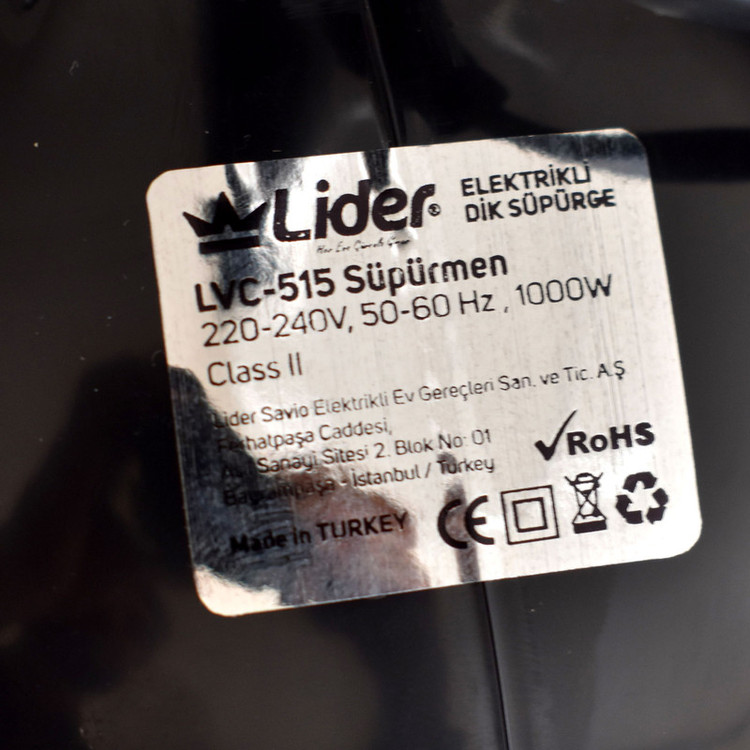 Lider®
ELEKTRİKLİ
DİK SÜPÜRGE
LVC-515 Süpürmen
220-240V, 50-60 Hz , 1000W
Class II
Lider Savio Elektrikli Ev Gereçleri San. ve Tic. A.Ş.
Ferhatpaşa Caddesi,
Sanayi Sitesi 2. Blok No: 01
Bayrampaşa - İstanbul / Turkey
RoHS
Made in TURKEY
CE